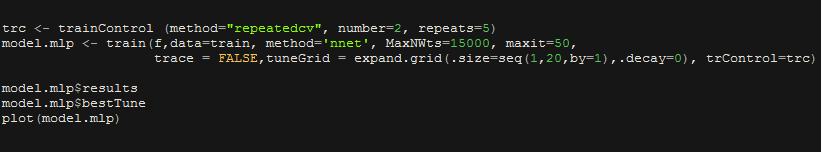 trc <- trainControl (method="repeatedcv", number=2, repeats=5)
model.mlp <- train(f,data=train, method='nnet', MaxNWts=15000, maxit=50,
trace = FALSE,tuneGrid = expand.grid(.size=seq(1,20,by=1),.decay=0), trControl=trc)
model.mlp$results
model.mlp$bestTune
plot(model.mlp)